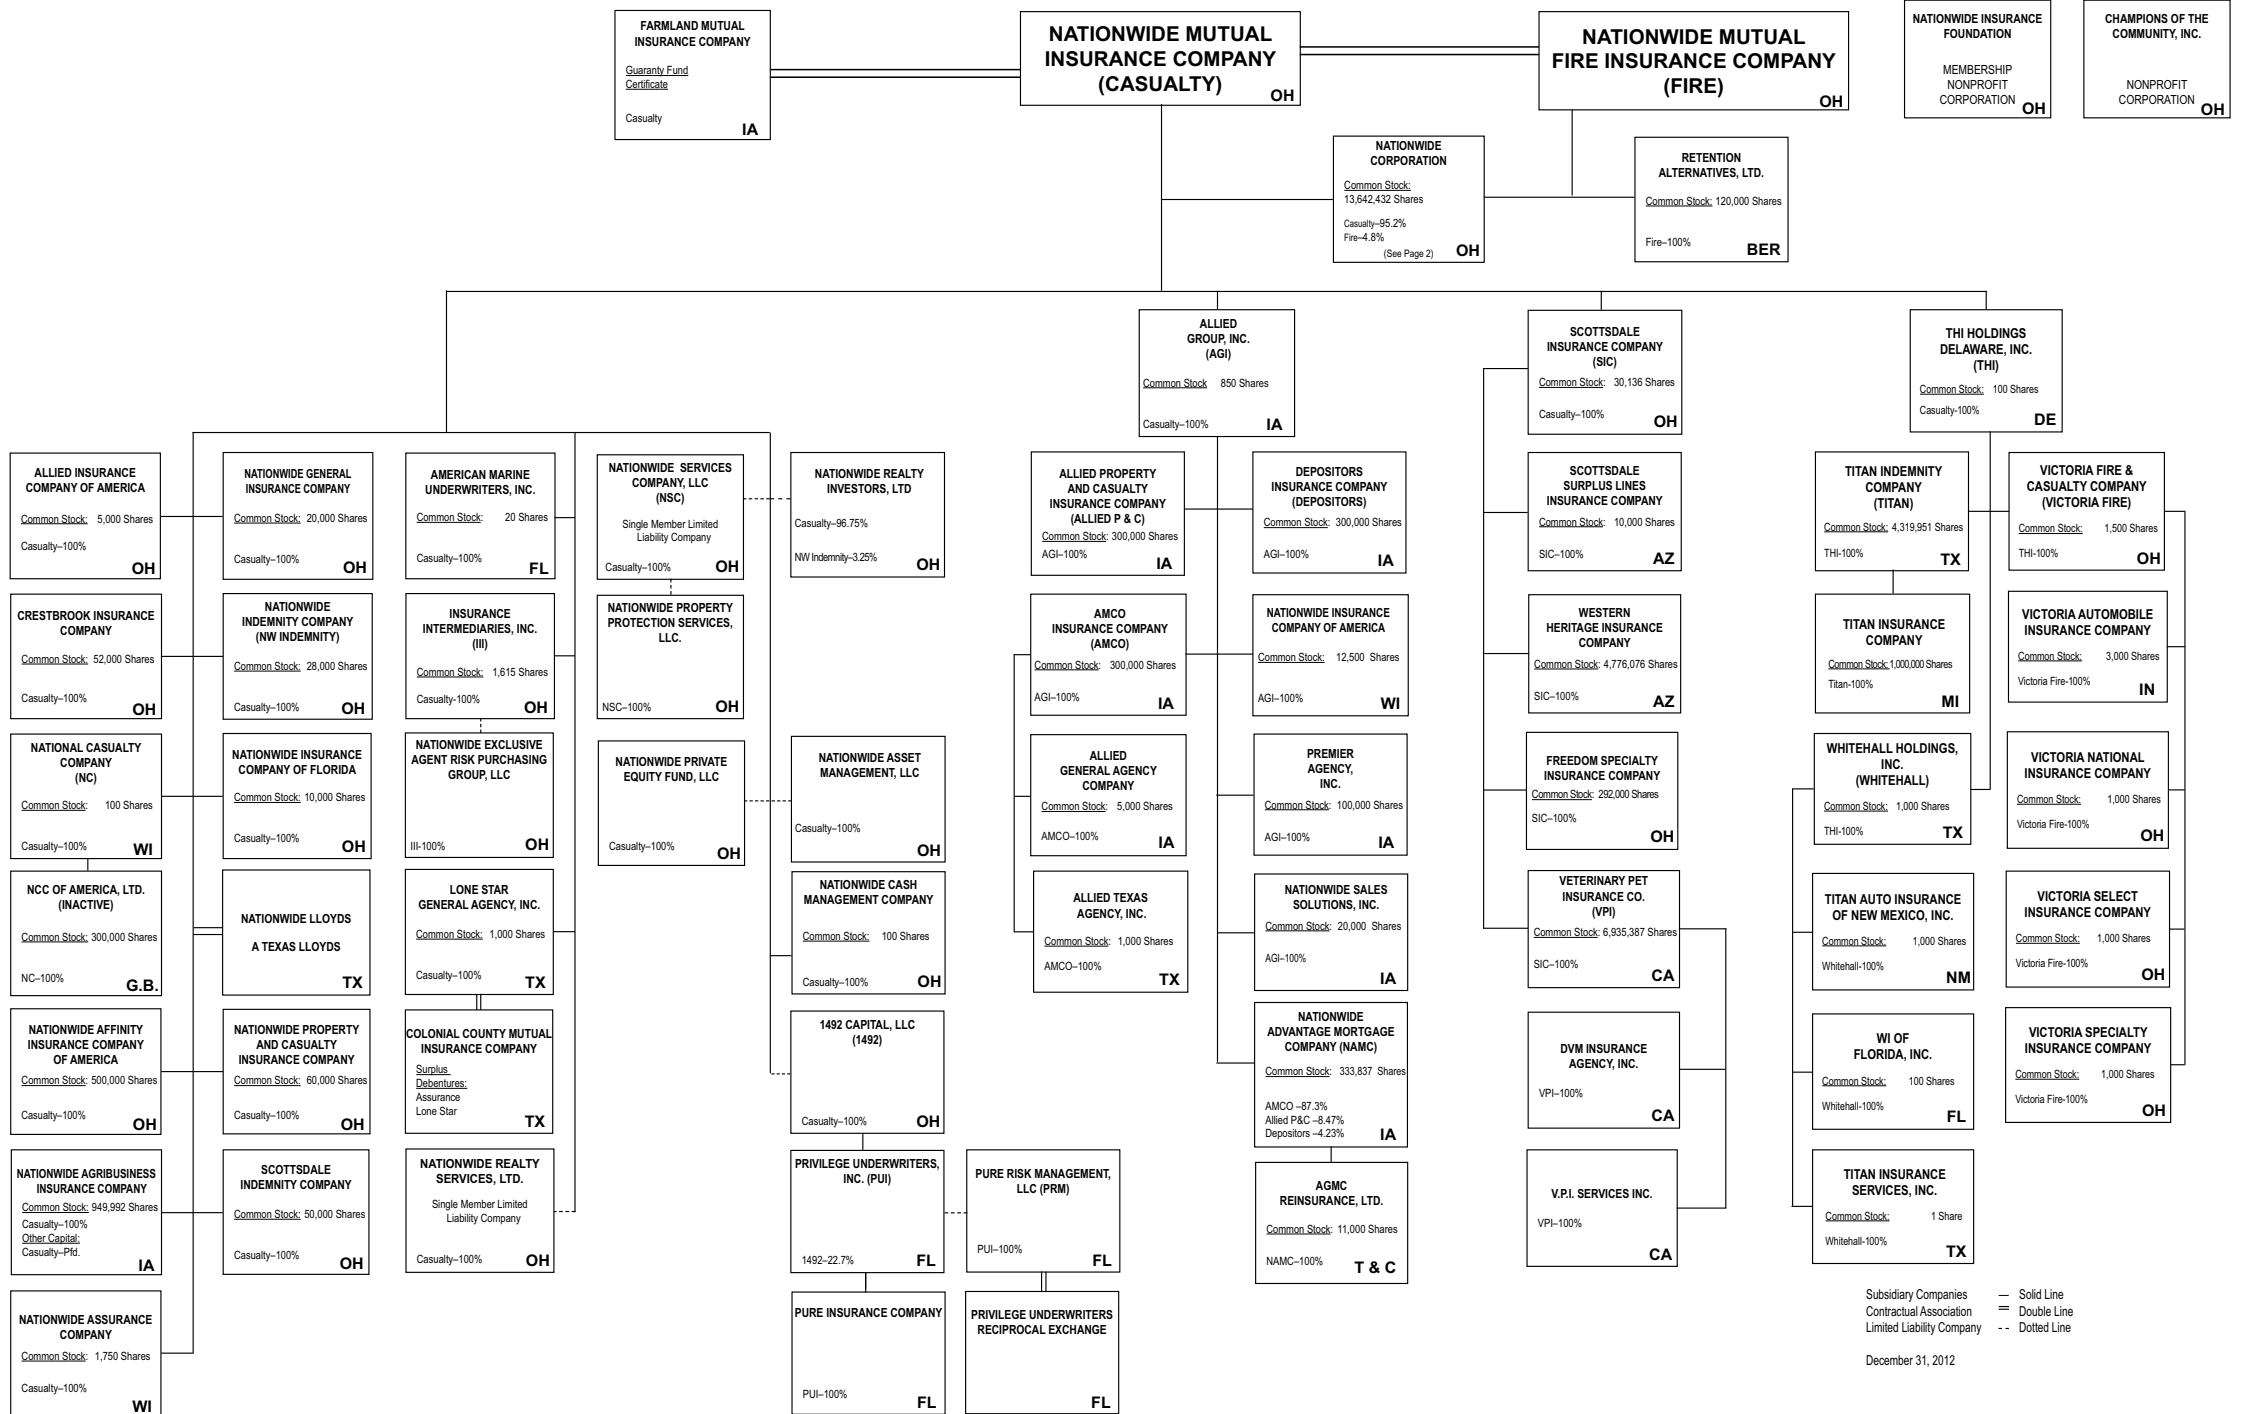 FARMLAND MUTUAL
INSURANCE COMPANY
Guaranty Fund
Certificate
Casualty
IA
NATIONWIDE MUTUAL
INSURANCE COMPANY
(CASUALTY)
OH
NATIONWIDE MUTUAL
FIRE INSURANCE COMPANY
(FIRE)
OH
NATIONWIDE INSURANCE
FOUNDATION
MEMBERSHIP
NONPROFIT
CORPORATION
OH
CHAMPIONS OF THE
COMMUNITY, INC.
NONPROFIT
CORPORATION
OH
NATIONWIDE
CORPORATION
Common Stock:
13,642,432 Shares
Casualty–95.2%
Fire–4.8%
(See Page 2)
OH
RETENTION
ALTERNATIVES, LTD.
Common Stock: 120,000 Shares
Fire–100%
BER
ALLIED
GROUP, INC.
(AGI)
Common Stock 850 Shares
Casualty–100%
IA
SCOTTSDALE
INSURANCE COMPANY
(SIC)
Common Stock: 30,136 Shares
Casualty–100%
OH
THI HOLDINGS
DELAWARE, INC.
(THI)
Common Stock: 100 Shares
Casualty-100%
DE
ALLIED INSURANCE
COMPANY OF AMERICA
Common Stock: 5,000 Shares
Casualty–100%
OH
NATIONWIDE GENERAL
INSURANCE COMPANY
Common Stock: 20,000 Shares
Casualty–100%
OH
AMERICAN MARINE
UNDERWRITERS, INC.
Common Stock: 20 Shares
Casualty–100%
FL
NATIONWIDE SERVICES
COMPANY, LLC
(NSC)
Single Member Limited
Liability Company
Casualty–100%
OH
NATIONWIDE REALTY
INVESTORS, LTD
Casualty–96.75%
NW Indemnity–3.25%
OH
ALLIED PROPERTY
AND CASUALTY
INSURANCE COMPANY
(ALLIED P & C)
Common Stock: 300,000 Shares
AGI–100%
IA
DEPOSITORS
INSURANCE COMPANY
(DEPOSITORS)
Common Stock: 300,000 Shares
AGI–100%
IA
SCOTTSDALE
SURPLUS LINES
INSURANCE COMPANY
Common Stock: 10,000 Shares
SIC–100%
AZ
TITAN INDEMNITY
COMPANY
(TITAN)
Common Stock: 4,319,951 Shares
THI-100%
TX
VICTORIA FIRE &
CASUALTY COMPANY
(VICTORIA FIRE)
Common Stock: 1,500 Shares
THI-100%
OH
CRESTBROOK INSURANCE
COMPANY
Common Stock: 52,000 Shares
Casualty–100%
OH
NATIONWIDE
INDEMNITY COMPANY
(NW INDEMNITY)
Common Stock: 28,000 Shares
Casualty–100%
OH
INSURANCE
INTERMEDIARIES, INC.
(III)
Common Stock: 1,615 Shares
Casualty-100%
OH
NATIONWIDE PROPERTY
PROTECTION SERVICES,
LLC.
NSC–100%
OH
AMCO
INSURANCE COMPANY
(AMCO)
Common Stock: 300,000 Shares
AGI–100%
IA
NATIONWIDE INSURANCE
COMPANY OF AMERICA
Common Stock: 12,500 Shares
AGI–100%
WI
WESTERN
HERITAGE INSURANCE
COMPANY
Common Stock: 4,776,076 Shares
SIC–100%
AZ
TITAN INSURANCE
COMPANY
Common Stock: 1,000,000 Shares
Titan-100%
MI
VICTORIA AUTOMOBILE
INSURANCE COMPANY
Common Stock: 3,000 Shares
Victoria Fire-100%
IN
NATIONAL CASUALTY
COMPANY
(NC)
Common Stock: 100 Shares
Casualty–100%
WI
NATIONWIDE INSURANCE
COMPANY OF FLORIDA
Common Stock: 10,000 Shares
Casualty–100%
OH
NATIONWIDE EXCLUSIVE
AGENT RISK PURCHASING
GROUP, LLC
III-100%
OH
NATIONWIDE PRIVATE
EQUITY FUND, LLC
Casualty–100%
OH
NATIONWIDE ASSET
MANAGEMENT, LLC
Casualty–100%
OH
ALLIED
GENERAL AGENCY
COMPANY
Common Stock: 5,000 Shares
AMCO–100%
IA
PREMIER
AGENCY,
INC.
Common Stock: 100,000 Shares
AGI–100%
IA
FREEDOM SPECIALTY
INSURANCE COMPANY
Common Stock: 292,000 Shares
SIC–100%
OH
WHITEHALL HOLDINGS,
INC.
(WHITEHALL)
Common Stock: 1,000 Shares
THI-100%
TX
VICTORIA NATIONAL
INSURANCE COMPANY
Common Stock: 1,000 Shares
Victoria Fire-100%
OH
NCC OF AMERICA, LTD.
(INACTIVE)
Common Stock: 300,000 Shares
NC–100%
G.B.
NATIONWIDE LLOYDS
A TEXAS LLOYDS
TX
LONE STAR
GENERAL AGENCY, INC.
Common Stock: 1,000 Shares
Casualty–100%
TX
NATIONWIDE CASH
MANAGEMENT COMPANY
Common Stock: 100 Shares
Casualty–100%
OH
ALLIED TEXAS
AGENCY, INC.
Common Stock: 1,000 Shares
AMCO–100%
TX
NATIONWIDE SALES
SOLUTIONS, INC.
Common Stock: 20,000 Shares
AGI–100%
IA
VETERINARY PET
INSURANCE CO.
(VPI)
Common Stock: 6,935,387 Shares
SIC–100%
CA
TITAN AUTO INSURANCE
OF NEW MEXICO, INC.
Common Stock: 1,000 Shares
Whitehall-100%
NM
VICTORIA SELECT
INSURANCE COMPANY
Common Stock: 1,000 Shares
Victoria Fire-100%
OH
NATIONWIDE AFFINITY
INSURANCE COMPANY
OF AMERICA
Common Stock: 500,000 Shares
Casualty–100%
OH
NATIONWIDE PROPERTY
AND CASUALTY
INSURANCE COMPANY
Common Stock: 60,000 Shares
Casualty–100%
OH
COLONIAL COUNTY MUTUAL
INSURANCE COMPANY
Surplus
Debentures:
Assurance
Lone Star
TX
1492 CAPITAL, LLC
(1492)
Casualty–100%
OH
NATIONWIDE
ADVANTAGE MORTGAGE
COMPANY (NAMC)
Common Stock: 333,837 Shares
AMCO –87.3%
Allied P&C –8.47%
Depositors –4.23%
IA
DVM INSURANCE
AGENCY, INC.
VPI–100%
CA
WI OF
FLORIDA, INC.
Common Stock: 100 Shares
Whitehall-100%
FL
VICTORIA SPECIALTY
INSURANCE COMPANY
Common Stock: 1,000 Shares
Victoria Fire-100%
OH
NATIONWIDE AGRIBUSINESS
INSURANCE COMPANY
Common Stock: 949,992 Shares
Casualty–100%
Other Capital:
Casualty–Pfd.
IA
SCOTTSDALE
INDEMNITY COMPANY
Common Stock: 50,000 Shares
Casualty–100%
OH
NATIONWIDE REALTY
SERVICES, LTD.
Single Member Limited
Liability Company
Casualty–100%
OH
PRIVILEGE UNDERWRITERS,
INC. (PUI)
1492–22.7%
FL
PURE RISK MANAGEMENT,
LLC (PRM)
PUI–100%
FL
AGMC
REINSURANCE, LTD.
Common Stock: 11,000 Shares
NAMC–100%
T & C
V.P.I. SERVICES INC.
VPI–100%
CA
TITAN INSURANCE
SERVICES, INC.
Common Stock: 1 Share
Whitehall-100%
TX
NATIONWIDE ASSURANCE
COMPANY
Common Stock: 1,750 Shares
Casualty–100%
WI
PURE INSURANCE COMPANY
PUI–100%
FL
PRIVILEGE UNDERWRITERS
RECIPROCAL EXCHANGE
FL
Subsidiary Companies — Solid Line
Contractual Association = Double Line
Limited Liability Company -- Dotted Line
December 31, 2012